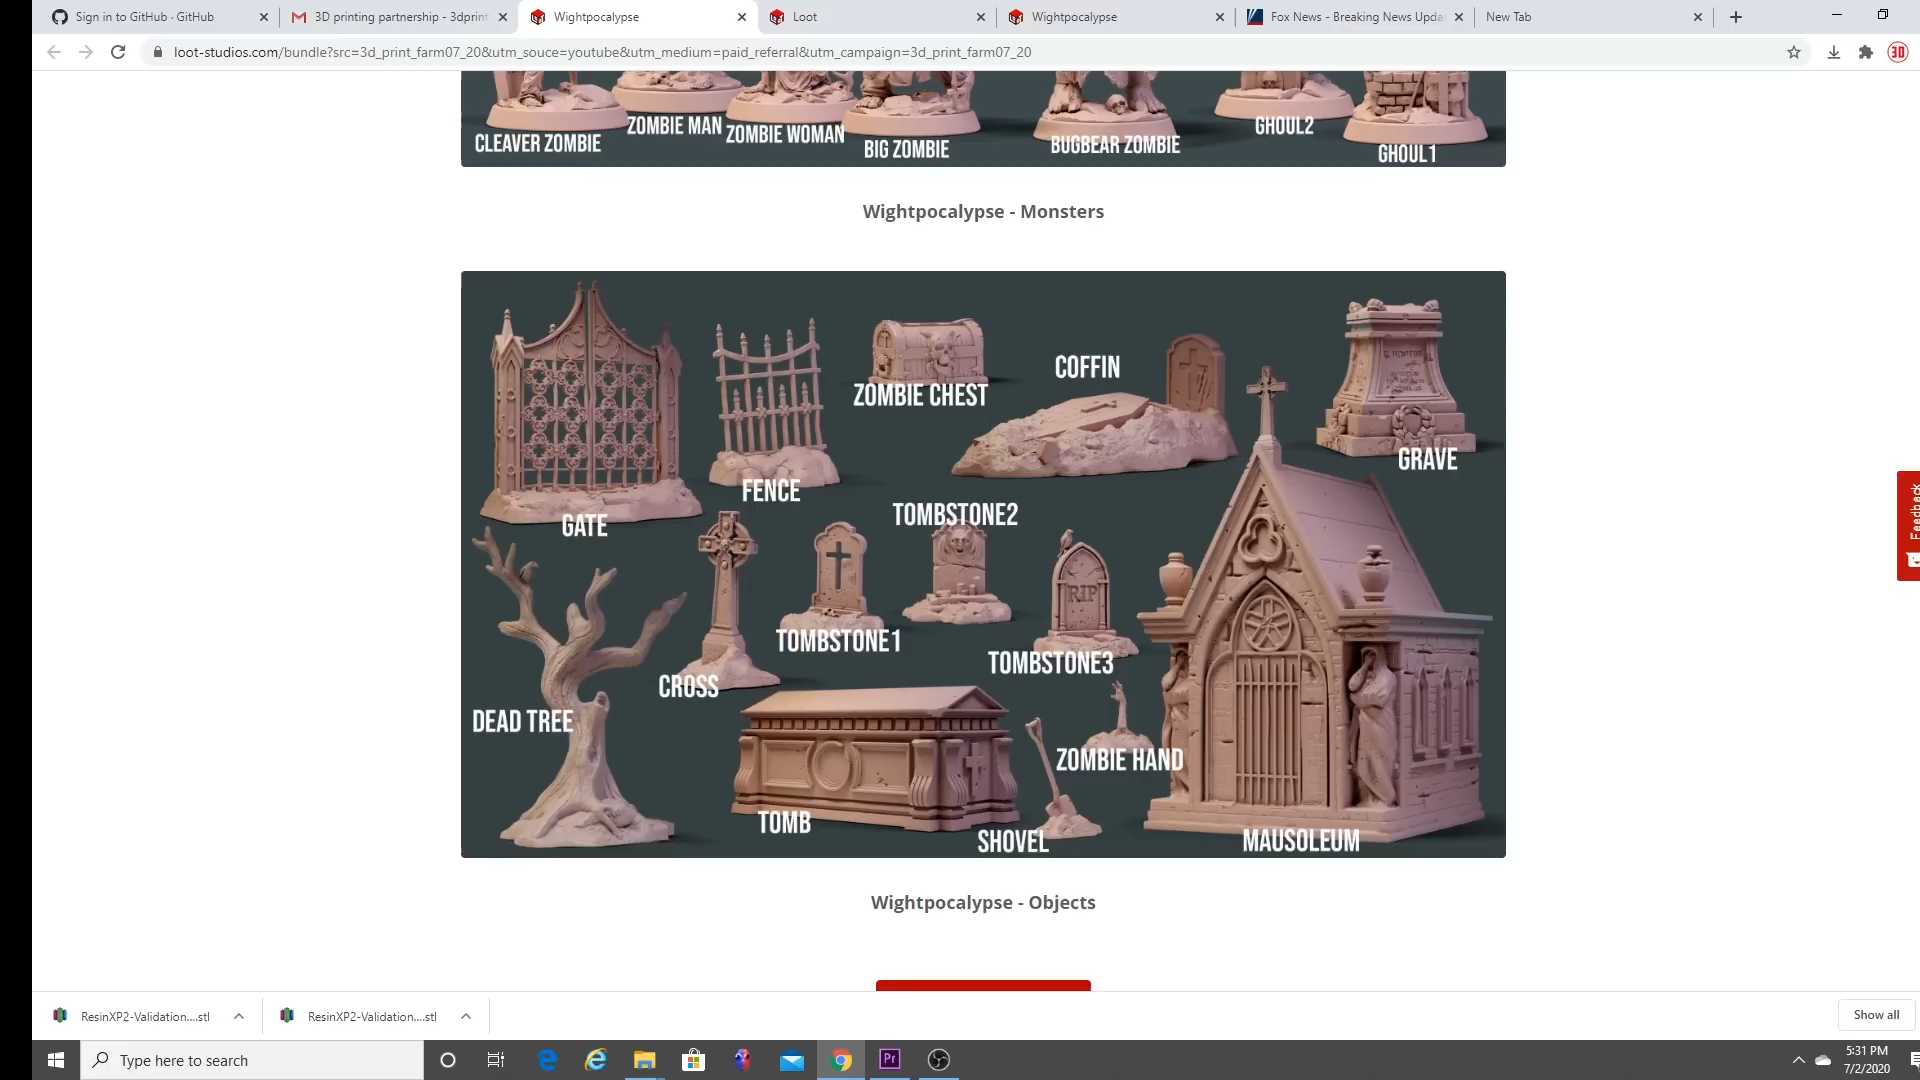 Sign in to GitHub · GitHub
3D printing partnership - 3dprint
Wightpocalypse
Loot
Wightpocalypse
Fox News - Breaking News Upda
New Tab
loot-studios.com/bundle?src=3d_print_farm07_20&utm_souce=youtube&utm_medium=paid_referral&utm_campaign=3d_print_farm07_20
3D
CLEAVER ZOMBIE
ZOMBIE MAN
ZOMBIE WOMAN
BIG ZOMBIE
BUGBEAR ZOMBIE
GHOUL2
GHOUL1
Wightpocalypse - Monsters
GATE
FENCE
ZOMBIE CHEST
COFFIN
GRAVE
TOMBSTONE2
TOMBSTONE1
TOMBSTONE3
RIP
CROSS
DEAD TREE
TOMB
SHOVEL
ZOMBIE HAND
MAUSOLEUM
Feedback
Wightpocalypse - Objects
ResinXP2-Validation....stl
ResinXP2-Validation....stl
Show all
Type here to search
Pr
5:31 PM
7/2/2020